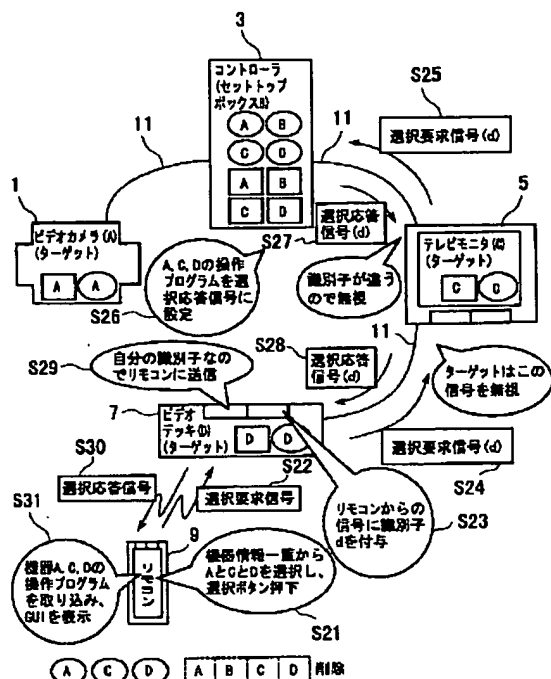 3
コントローラ
(セットトップ
ボックスB)
A B
C D
A B
C D
11
11
S25
選択要求信号(d)
1
ビデオカメラ(A)
(ターゲット)
A A
S26
A,C,Dの操作
プログラムを選
択応答信号に
設定
S27
選択応答
信号(d)
5
テレビモニタ(C)
(ターゲット)
C C
識別子が違う
ので無視
11
S29
自分の識別子なの
でリモコンに送信
S28
選択応答
信号(d)
ターゲットはこの
信号を無視
7
ビデオ
デッキ(D)
(ターゲット)
D D
S30
選択応答信号
S22
選択要求信号
選択要求信号(d)
S24
リモコンからの
信号に識別子
dを付与
S23
S31
機器A,C,Dの
操作プログラム
を取り込み、
GUIを表示
9
リモコン
機器情報一覧から
AとCとDを選択し、
選択ボタン押下
S21
A C D A B C D 削除